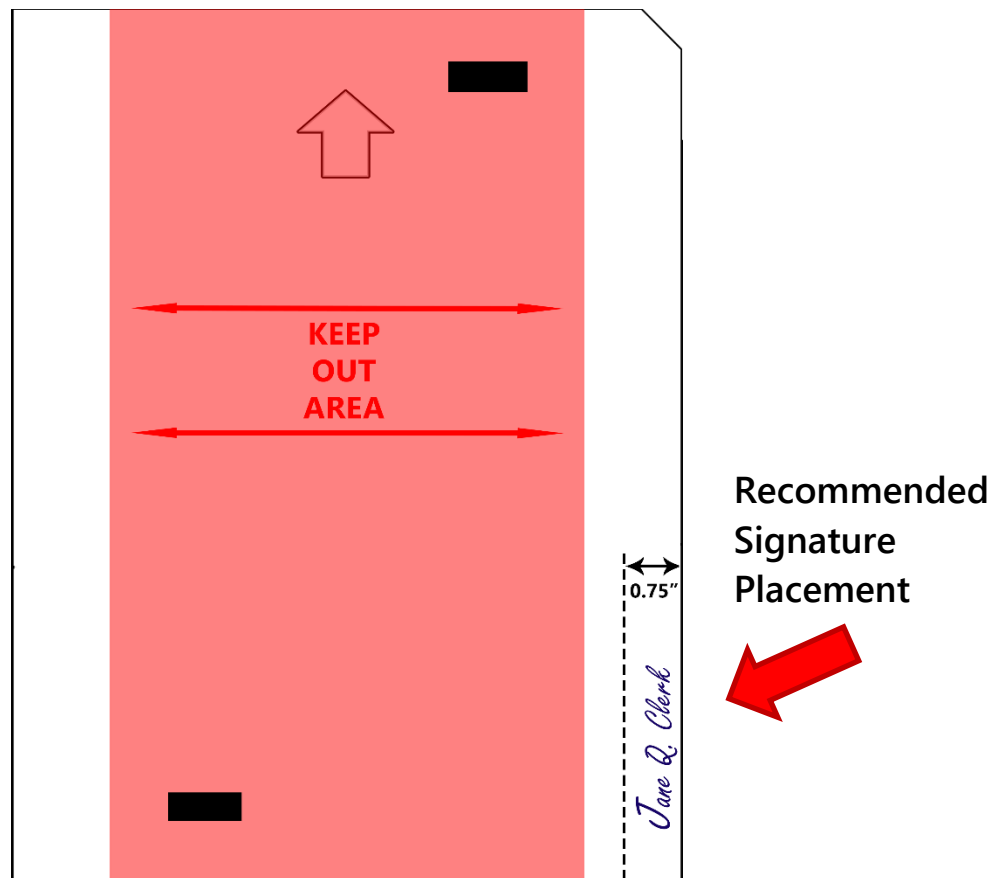 KEEP
OUT
AREA
Recommended
Signature
Placement
0.75”
Jane Q. Clerk